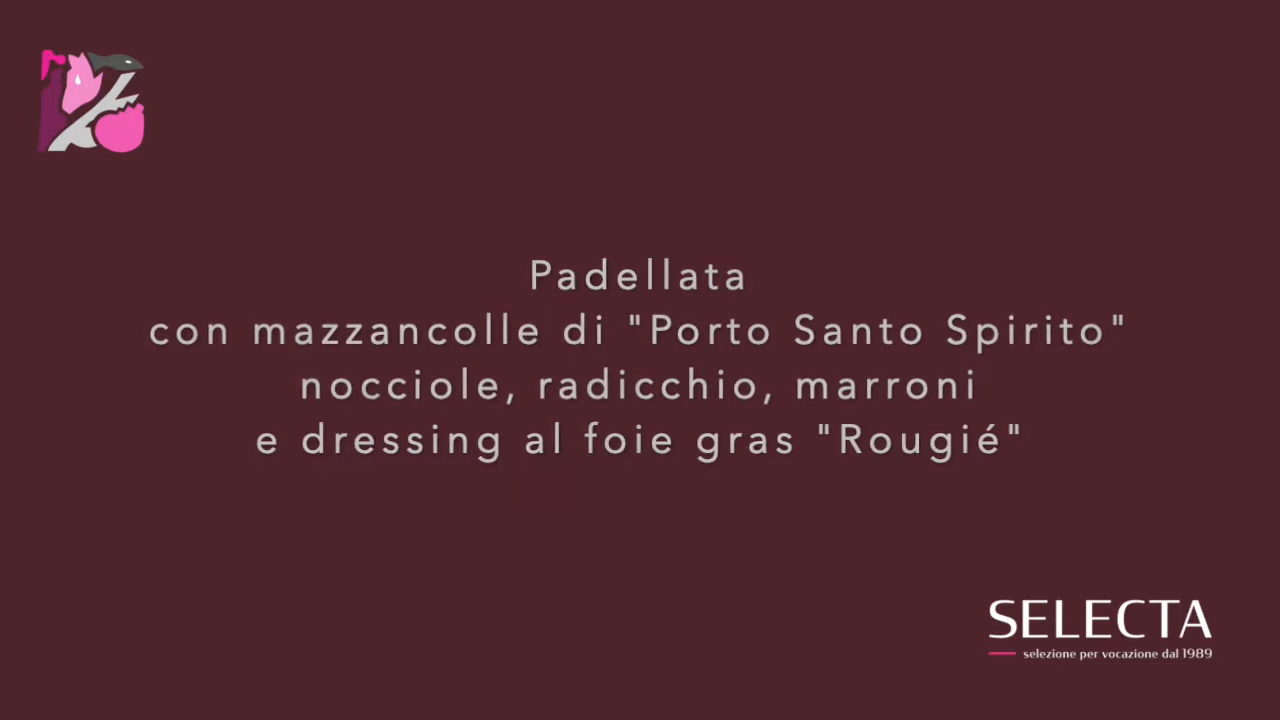 Padellata
con mazzancolle di "Porto Santo Spirito"
nocciole, radicchio, marroni
e dressing al foie gras "Rougié"
SELECTA
selezione per vocazione dal 1989